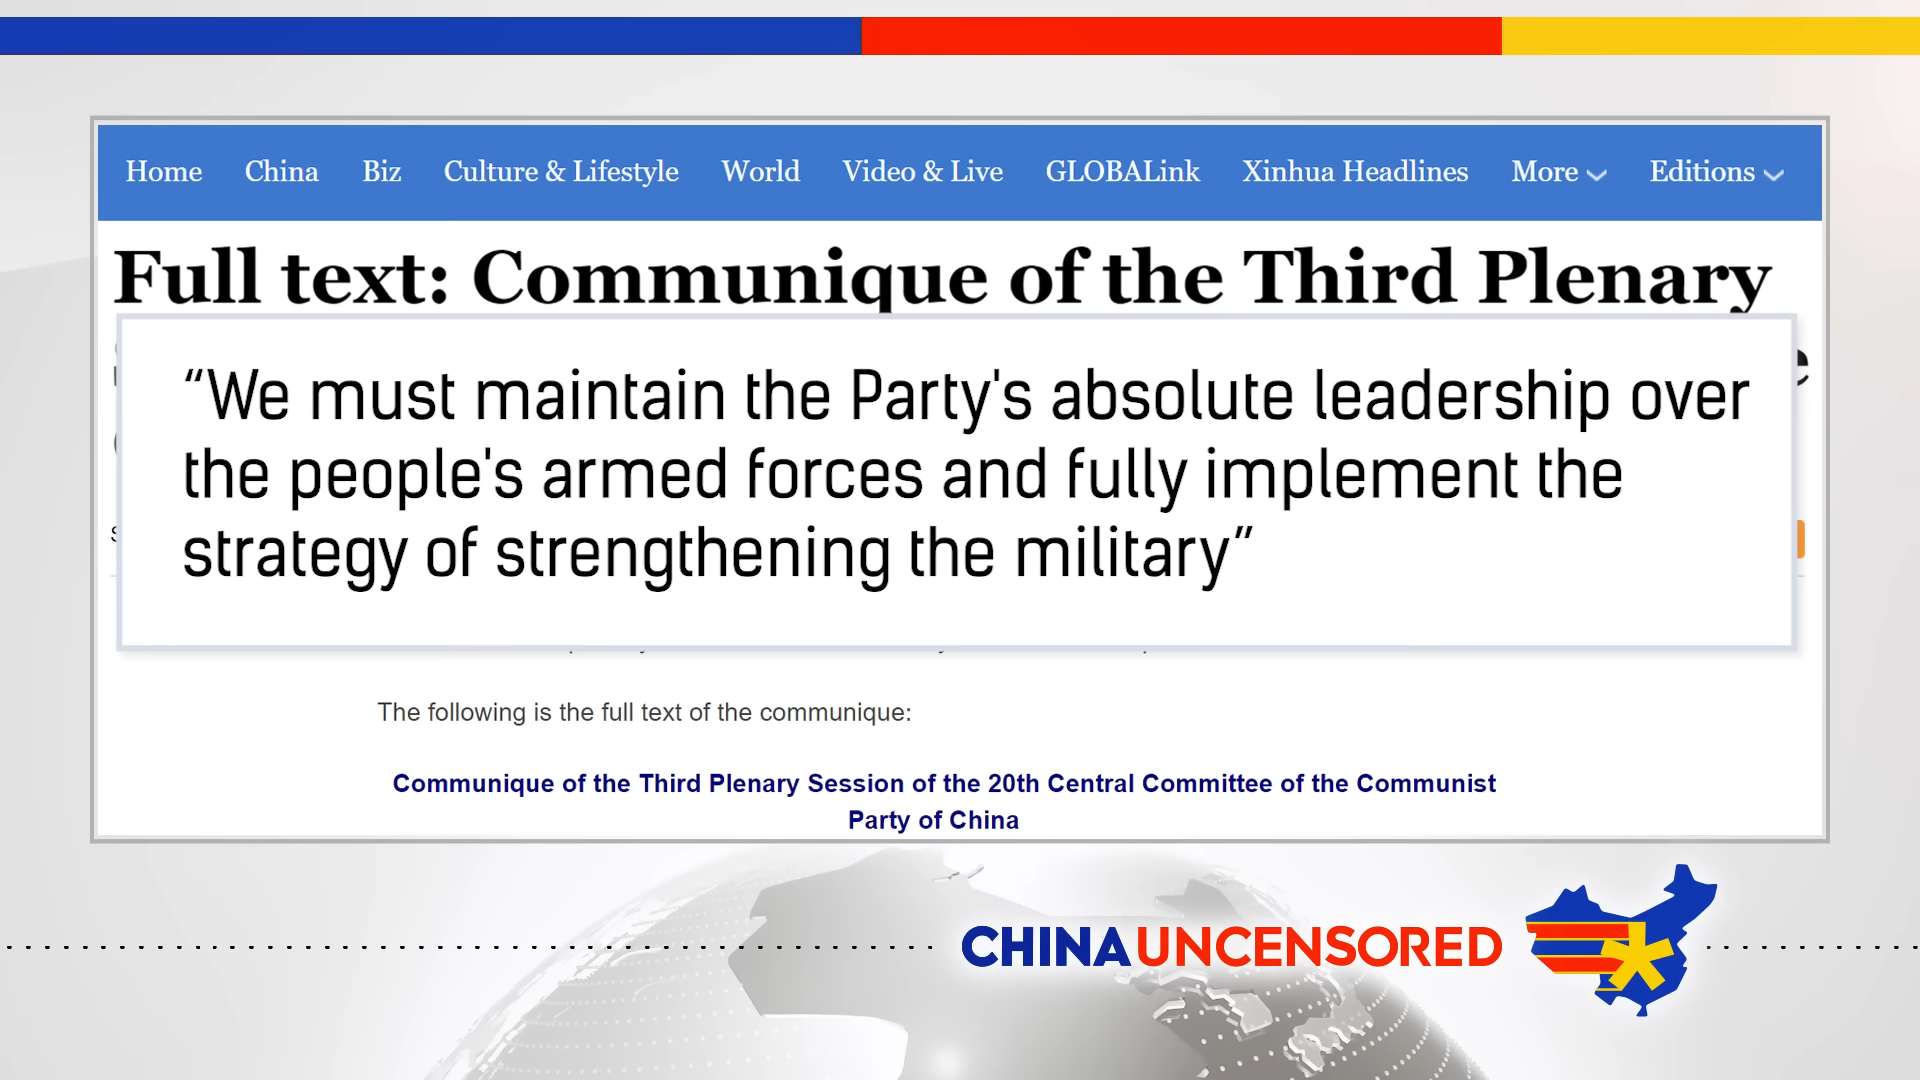 Home China Biz Culture & Lifestyle World Video & Live GLOBALink Xinhua Headlines More Editions
Full text: Communique of the Third Plenary
“We must maintain the Party's absolute leadership over
the people's armed forces and fully implement the
strategy of strengthening the military”
The following is the full text of the communique:
Communique of the Third Plenary Session of the 20th Central Committee of the Communist
Party of China
CHINA UNCENSORED